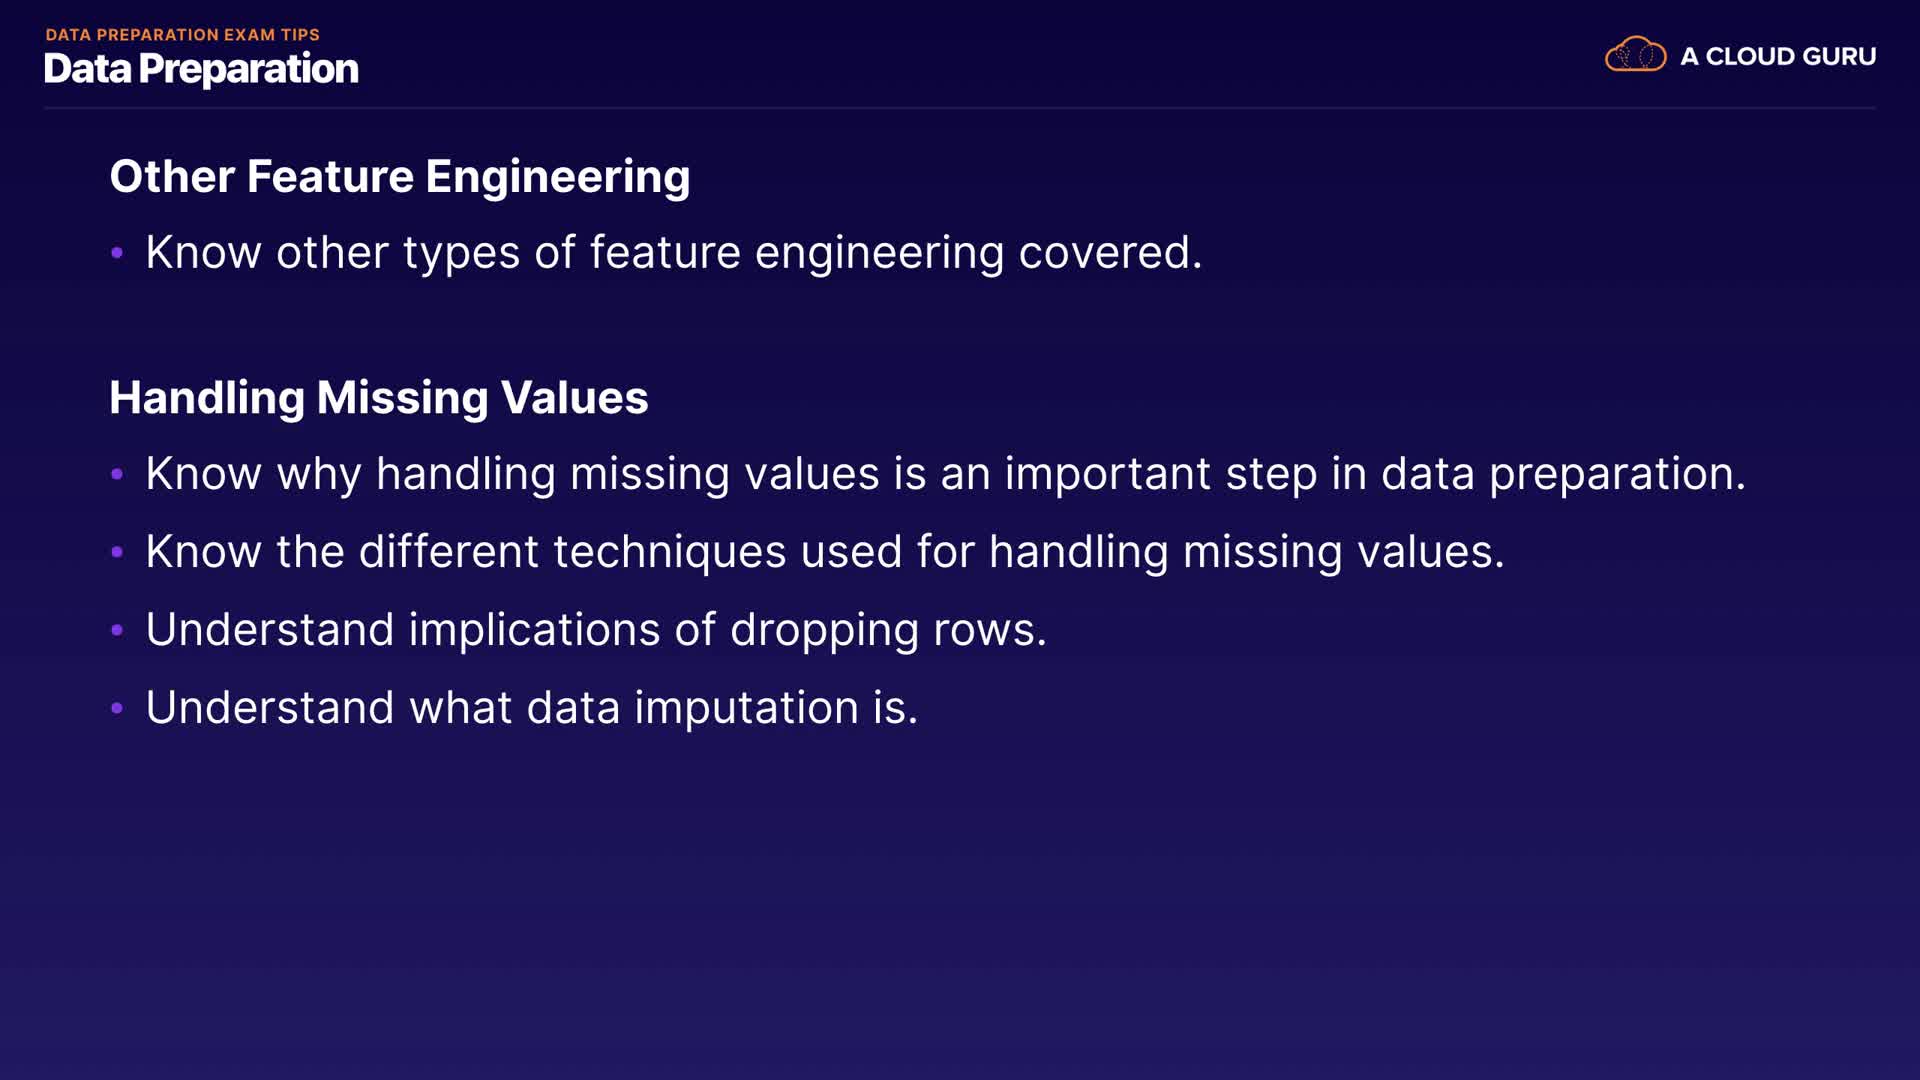 DATA PREPARATION EXAM TIPS
Data Preparation
A CLOUD GURU
Other Feature Engineering
• Know other types of feature engineering covered.
Handling Missing Values
• Know why handling missing values is an important step in data preparation.
• Know the different techniques used for handling missing values.
• Understand implications of dropping rows.
• Understand what data imputation is.